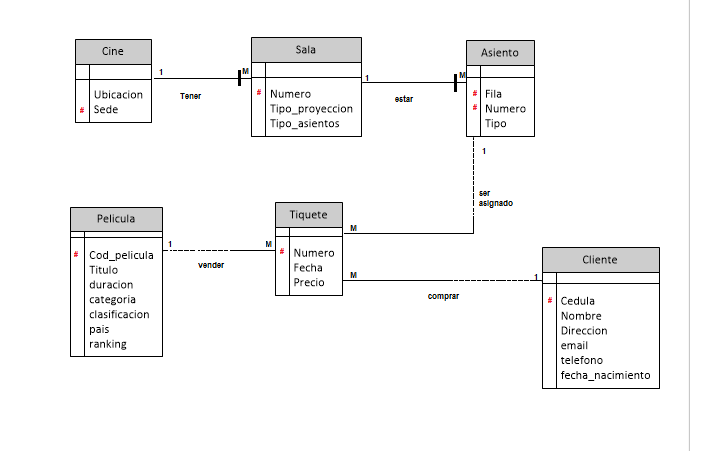 Cine
Ubicacion
# Sede
1
M
Tener
Sala
# Numero
Tipo_proyeccion
Tipo_asientos
1
M
estar
Asiento
# Fila
# Numero
Tipo
1
ser
asignado
M
Pelicula
# Cod_pelicula
Titulo
duracion
categoria
clasificacion
pais
ranking
1
M
vender
Tiquete
# Numero
Fecha
Precio
M
1
comprar
Cliente
# Cedula
Nombre
Direccion
email
telefono
fecha_nacimiento